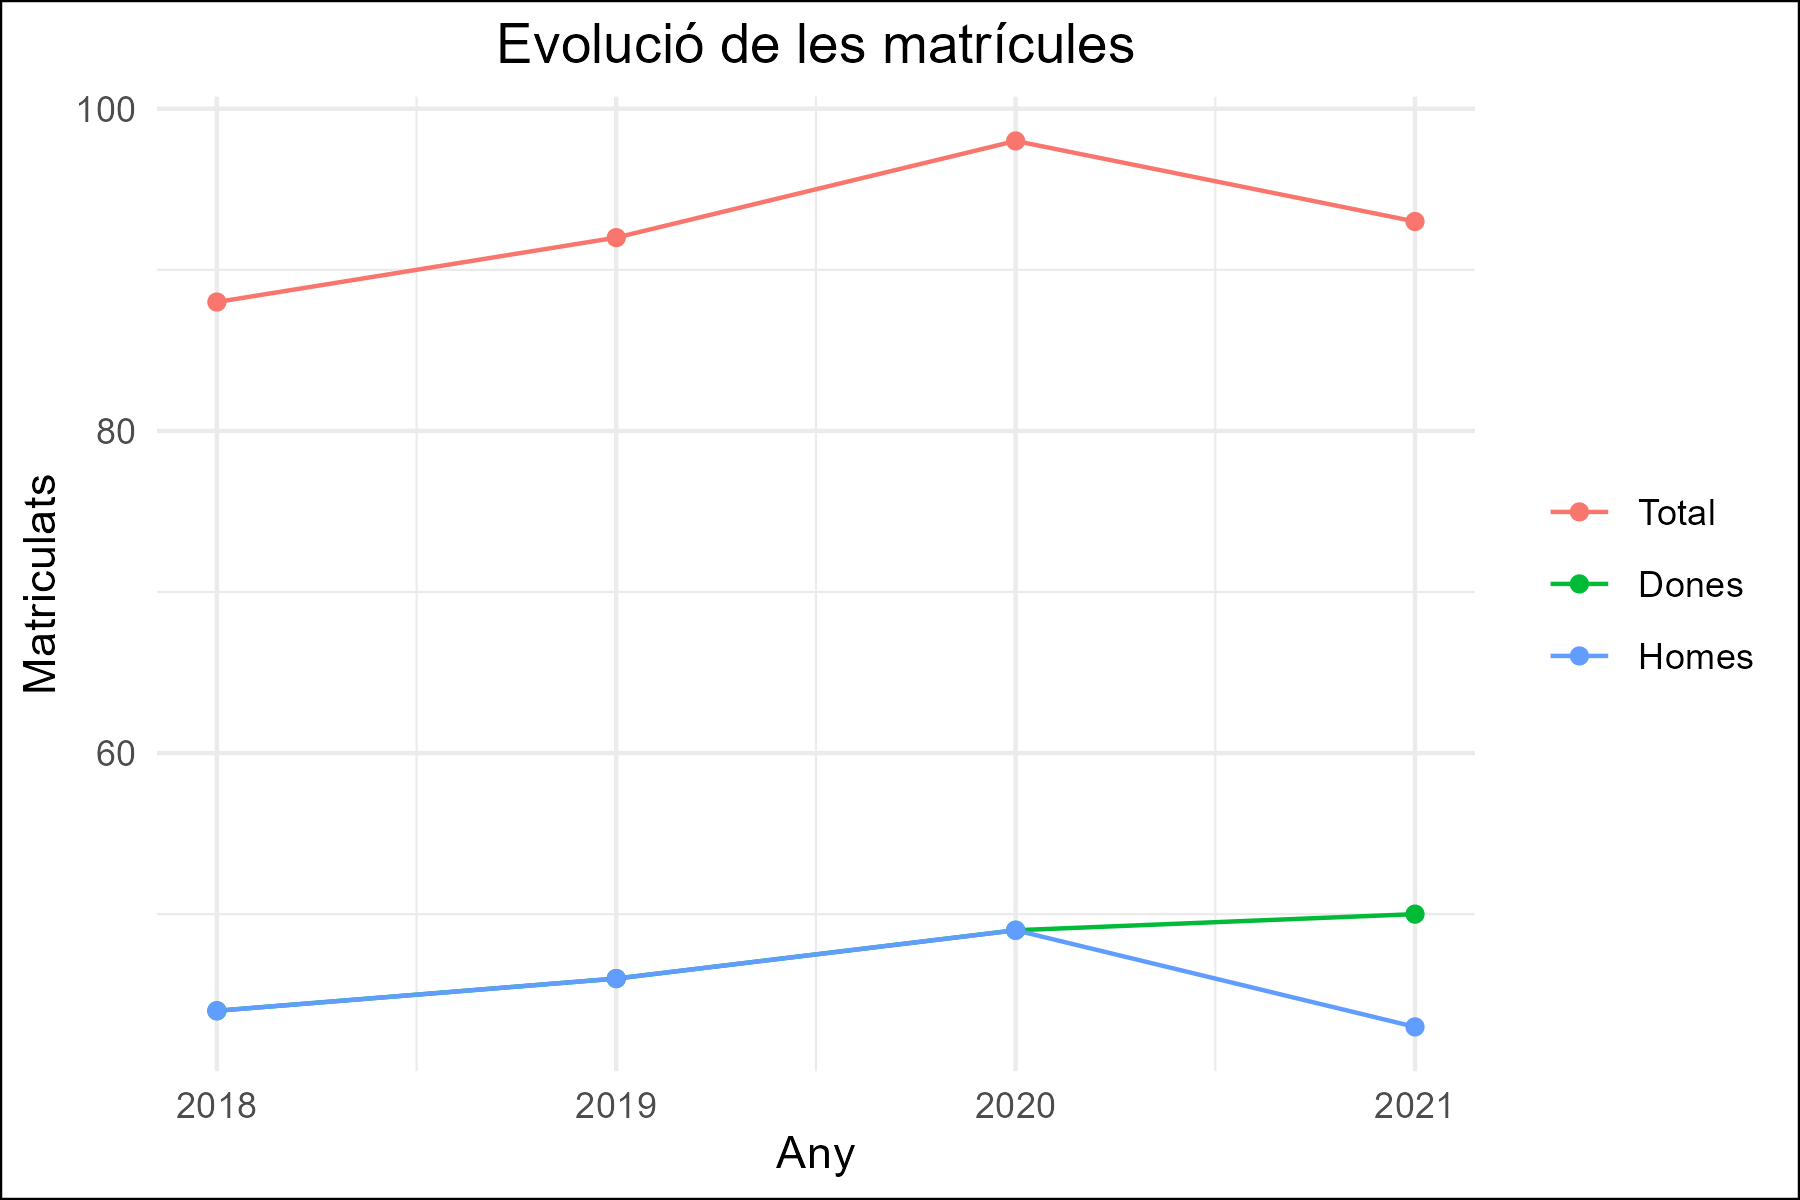 Evolució de les matrícules
100
80
60
Matriculats
2018
2019
2020
2021
Any
Total
Dones
Homes